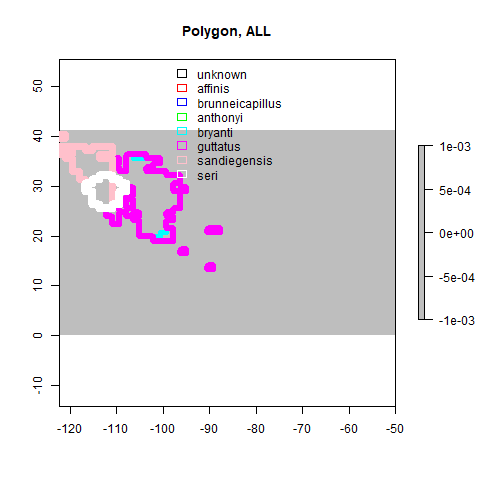 Polygon, ALL
unknown
affinis
brunneicapillus
anthonyi
bryanti
guttatus
sandiegensis
seri
50
40
30
20
10
0
-10
-120 -110 -100 -90 -80 -70 -60 -50
1e-03
5e-04
0e+00
-5e-04
-1e-03